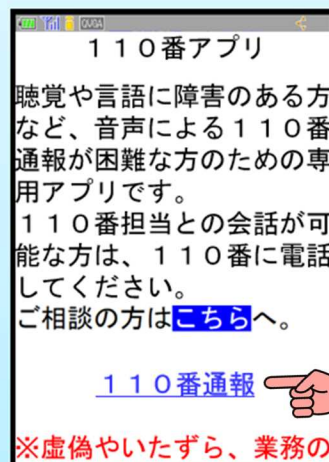 QVGA
110番アプリ
聴覚や言語に障害のある方
など、音声による110番
通報が困難な方のための専
用アプリです。
110番担当との会話が可
能な方は、110番に電話
してください。
ご相談の方はこちらへ。
110番通報
※虚偽やいたずら、業務の